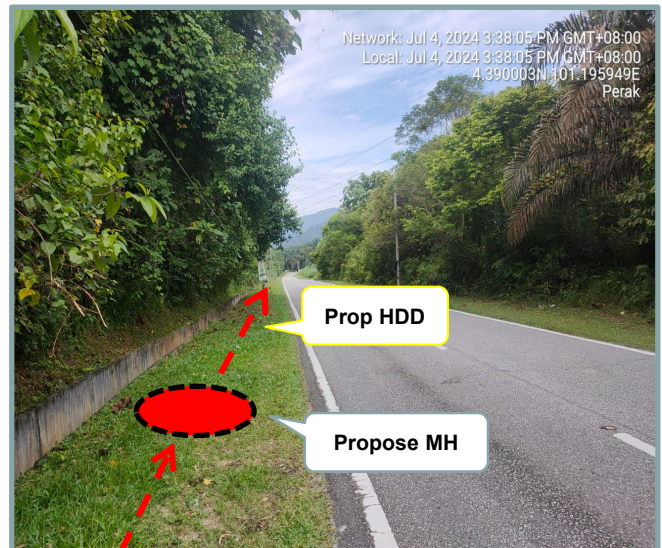 Network: Jul 4, 2024 3:38:05 PM GMT+08:00
Local: Jul 4, 2024 3:38:05 PM GMT+08:00
4.390003N 101.195949E
Perak
Prop HDD
Propose MH